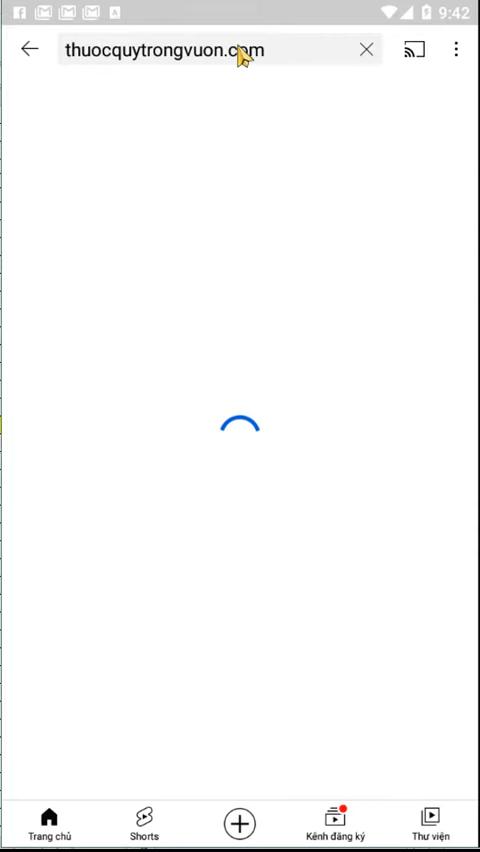 9:42
thuocquytrongvuon.com
Trang chủ
Shorts
Kênh đăng ký
Thư viện